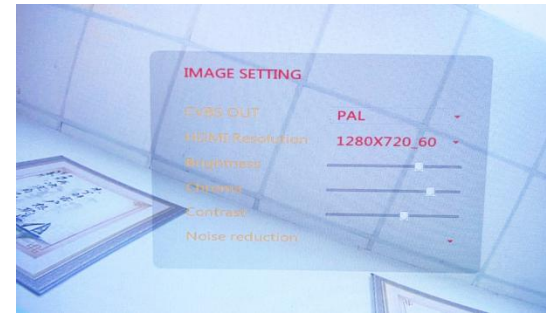 IMAGE SETTING
CVBS OUT PAL
HDMI Resolution 1280X720_60
Brightness
Chroma
Contrast
Noise reduction